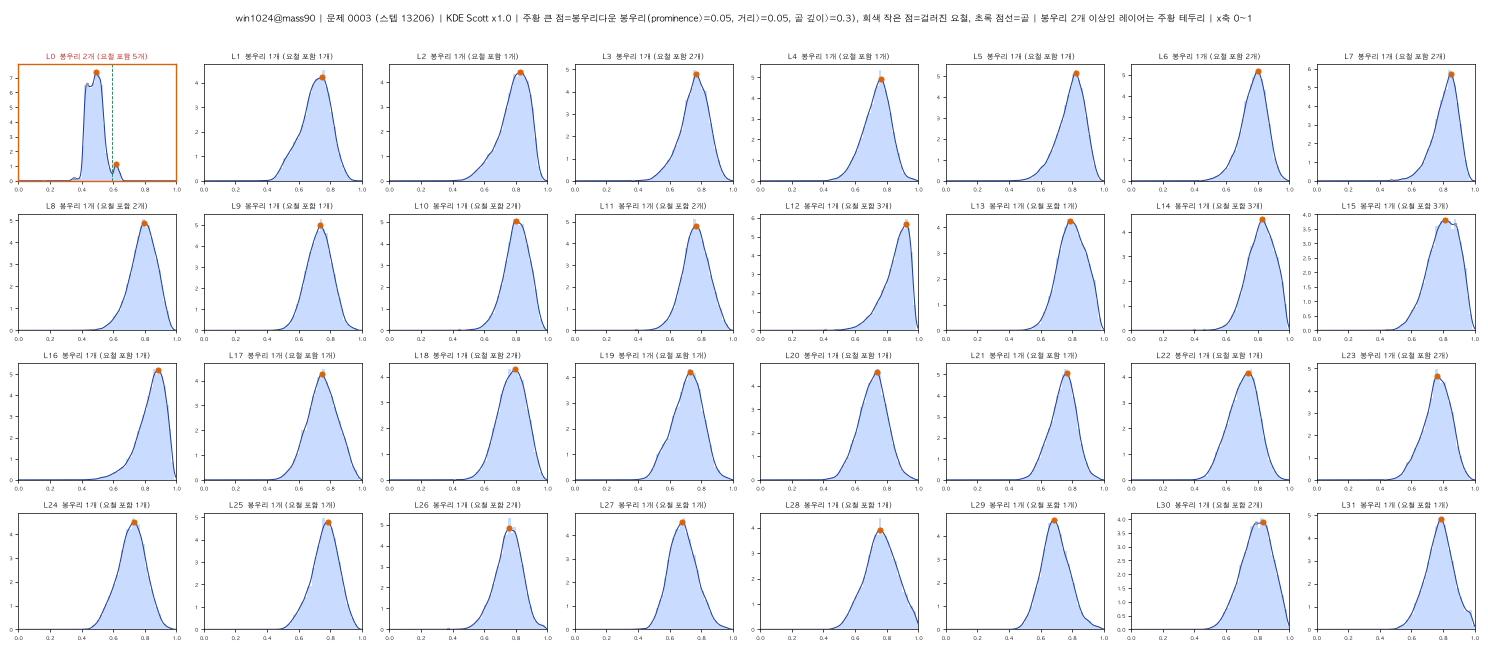 win1024@mass90 | 문제 0003 (스텝 13206) | KDE Scott x1.0 | 주황 큰 점=봉우리다운 봉우리(prominence>=0.05, 거리>=0.05, 골 깊이>=0.3), 회색 작은 점=걸러진 요철, 초록 점선=골 | 봉우리 2개 이상인 레이어는 주황 테두리 | x축 0~1
L0 봉우리 2개 (요철 포함 5개)
L1 봉우리 1개 (요철 포함 1개)
L2 봉우리 1개 (요철 포함 1개)
L3 봉우리 1개 (요철 포함 2개)
L4 봉우리 1개 (요철 포함 1개)
L5 봉우리 1개 (요철 포함 1개)
L6 봉우리 1개 (요철 포함 2개)
L7 봉우리 1개 (요철 포함 2개)
L8 봉우리 1개 (요철 포함 2개)
L9 봉우리 1개 (요철 포함 1개)
L10 봉우리 1개 (요철 포함 2개)
L11 봉우리 1개 (요철 포함 2개)
L12 봉우리 1개 (요철 포함 3개)
L13 봉우리 1개 (요철 포함 1개)
L14 봉우리 1개 (요철 포함 3개)
L15 봉우리 1개 (요철 포함 3개)
L16 봉우리 1개 (요철 포함 1개)
L17 봉우리 1개 (요철 포함 1개)
L18 봉우리 1개 (요철 포함 2개)
L19 봉우리 1개 (요철 포함 1개)
L20 봉우리 1개 (요철 포함 1개)
L21 봉우리 1개 (요철 포함 1개)
L22 봉우리 1개 (요철 포함 1개)
L23 봉우리 1개 (요철 포함 2개)
L24 봉우리 1개 (요철 포함 1개)
L25 봉우리 1개 (요철 포함 1개)
L26 봉우리 1개 (요철 포함 2개)
L27 봉우리 1개 (요철 포함 1개)
L28 봉우리 1개 (요철 포함 1개)
L29 봉우리 1개 (요철 포함 1개)
L30 봉우리 1개 (요철 포함 2개)
L31 봉우리 1개 (요철 포함 1개)